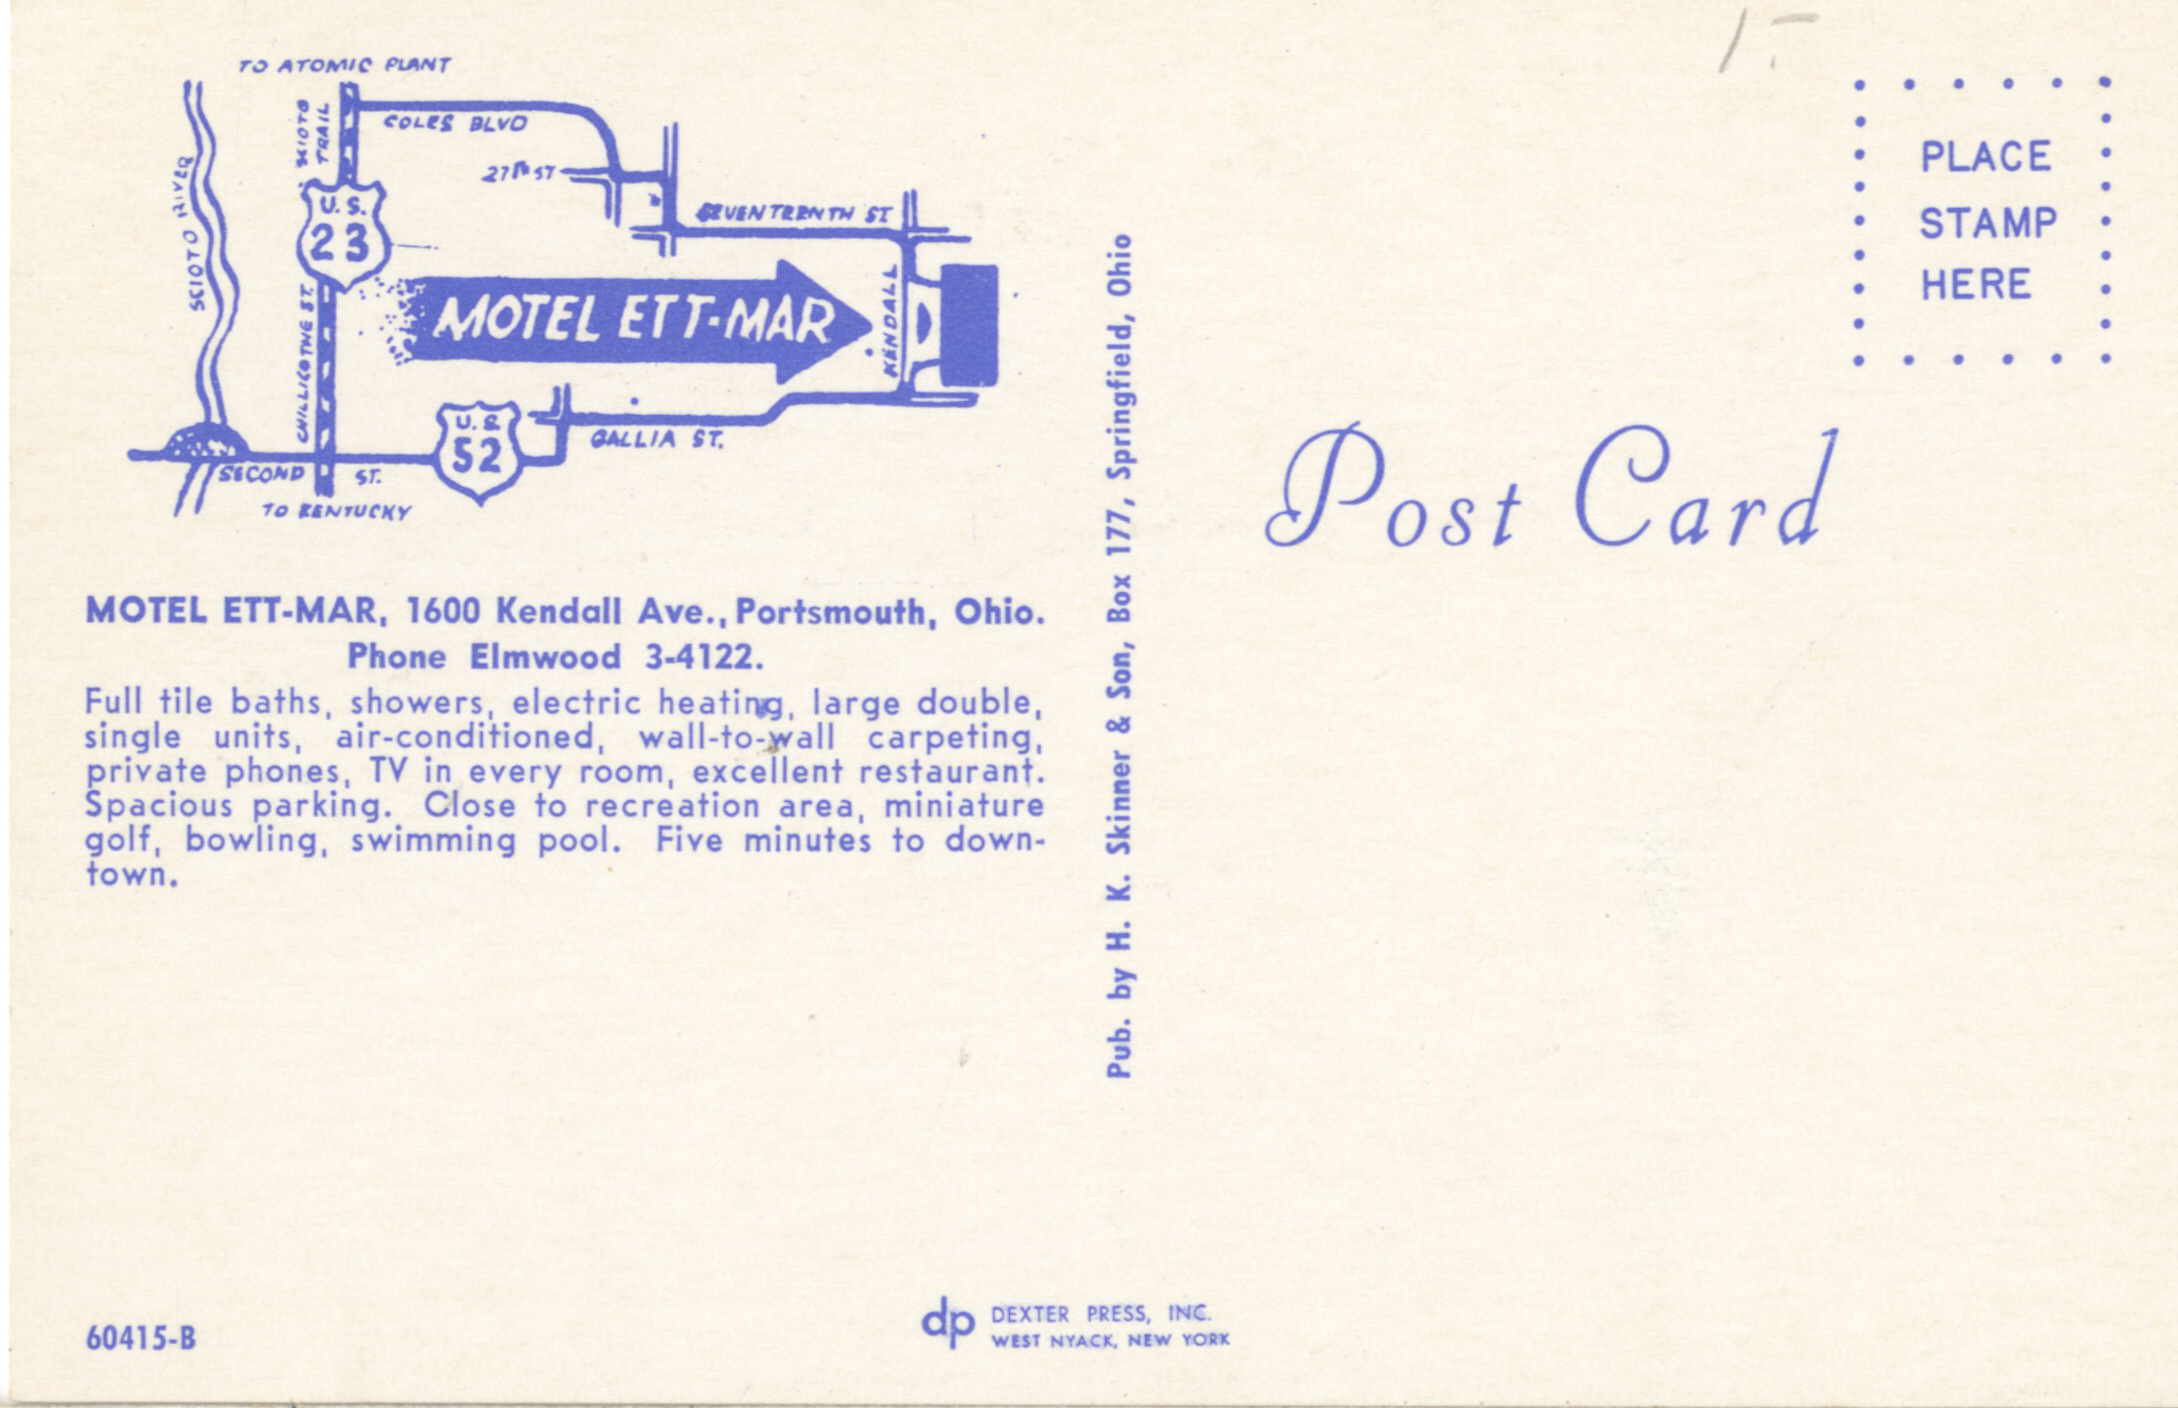 TO ATOMIC PLANT
SCIOTO
TRAIL
COLES BLVD
SCIOTO RIVER
27TH ST
U.S.
23
SEVENTEENTH ST
MOTEL ETT-MAR
KENDALL
CHILLICOTHE ST.
U.S.
52
GALLIA ST.
SECOND ST.
TO KENTUCKY
MOTEL ETT-MAR, 1600 Kendall Ave., Portsmouth, Ohio.
Phone Elmwood 3-4122.
Full tile baths, showers, electric heating, large double,
single units, air-conditioned, wall-to-wall carpeting,
private phones, TV in every room, excellent restaurant.
Spacious parking. Close to recreation area, miniature
golf, bowling, swimming pool. Five minutes to down-
town.
60415-B
Pub. by H. K. Skinner & Son, Box 177, Springfield, Ohio
dp
DEXTER PRESS, INC.
WEST NYACK, NEW YORK
1-
PLACE
STAMP
HERE
Post Card